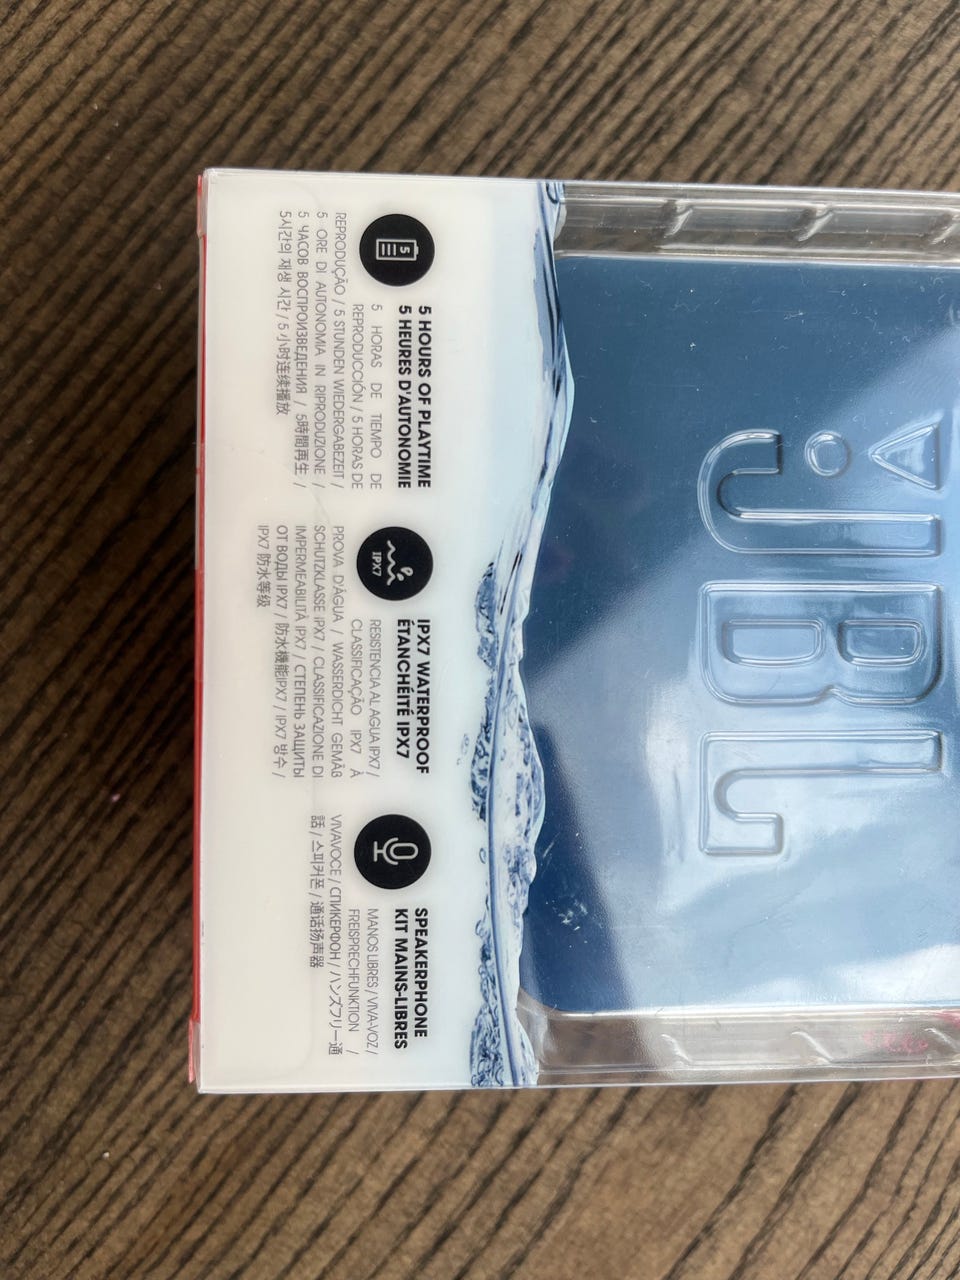 JBL
5
5 HOURS OF PLAYTIME
5 HEURES D'AUTONOMIE
5 HORAS DE TIEMPO DE
REPRODUCCIÓN / 5 HORAS DE
REPRODUÇÃO / 5 STUNDEN WIEDERGABEZEIT /
5 ORE DI AUTONOMIA IN RIPRODUZIONE /
5 ЧАСОВ ВОСПРОИЗВЕДЕНИЯ / 5時間再生 /
5시간의 재생 시간 / 5 小时连续播放
IPX7
IPX7 WATERPROOF
ÉTANCHÉITÉ IPX7
RESISTENCIA AL AGUA IPX7 /
CLASSIFICAÇÃO IPX7 À
PROVA D'ÁGUA / WASSERDICHT GEMÄß
SCHUTZKLASSE IPX7 / CLASSIFICAZIONE DI
IMPERMEABILITÀ IPX7 / СТЕПЕНЬ ЗАЩИТЫ
ОТ ВОДЫ IPX7 / 防水機能IPX7 / IPX7 방수 /
IPX7 防水等级
SPEAKERPHONE
KIT MAINS-LIBRES
MANOS LIBRES / VIVA-VOZ /
FREISPRECHFUNKTION /
VIVAVOCE / СПИКЕРФОН / ハンズフリー通
話 / 스피커폰 / 通话扬声器